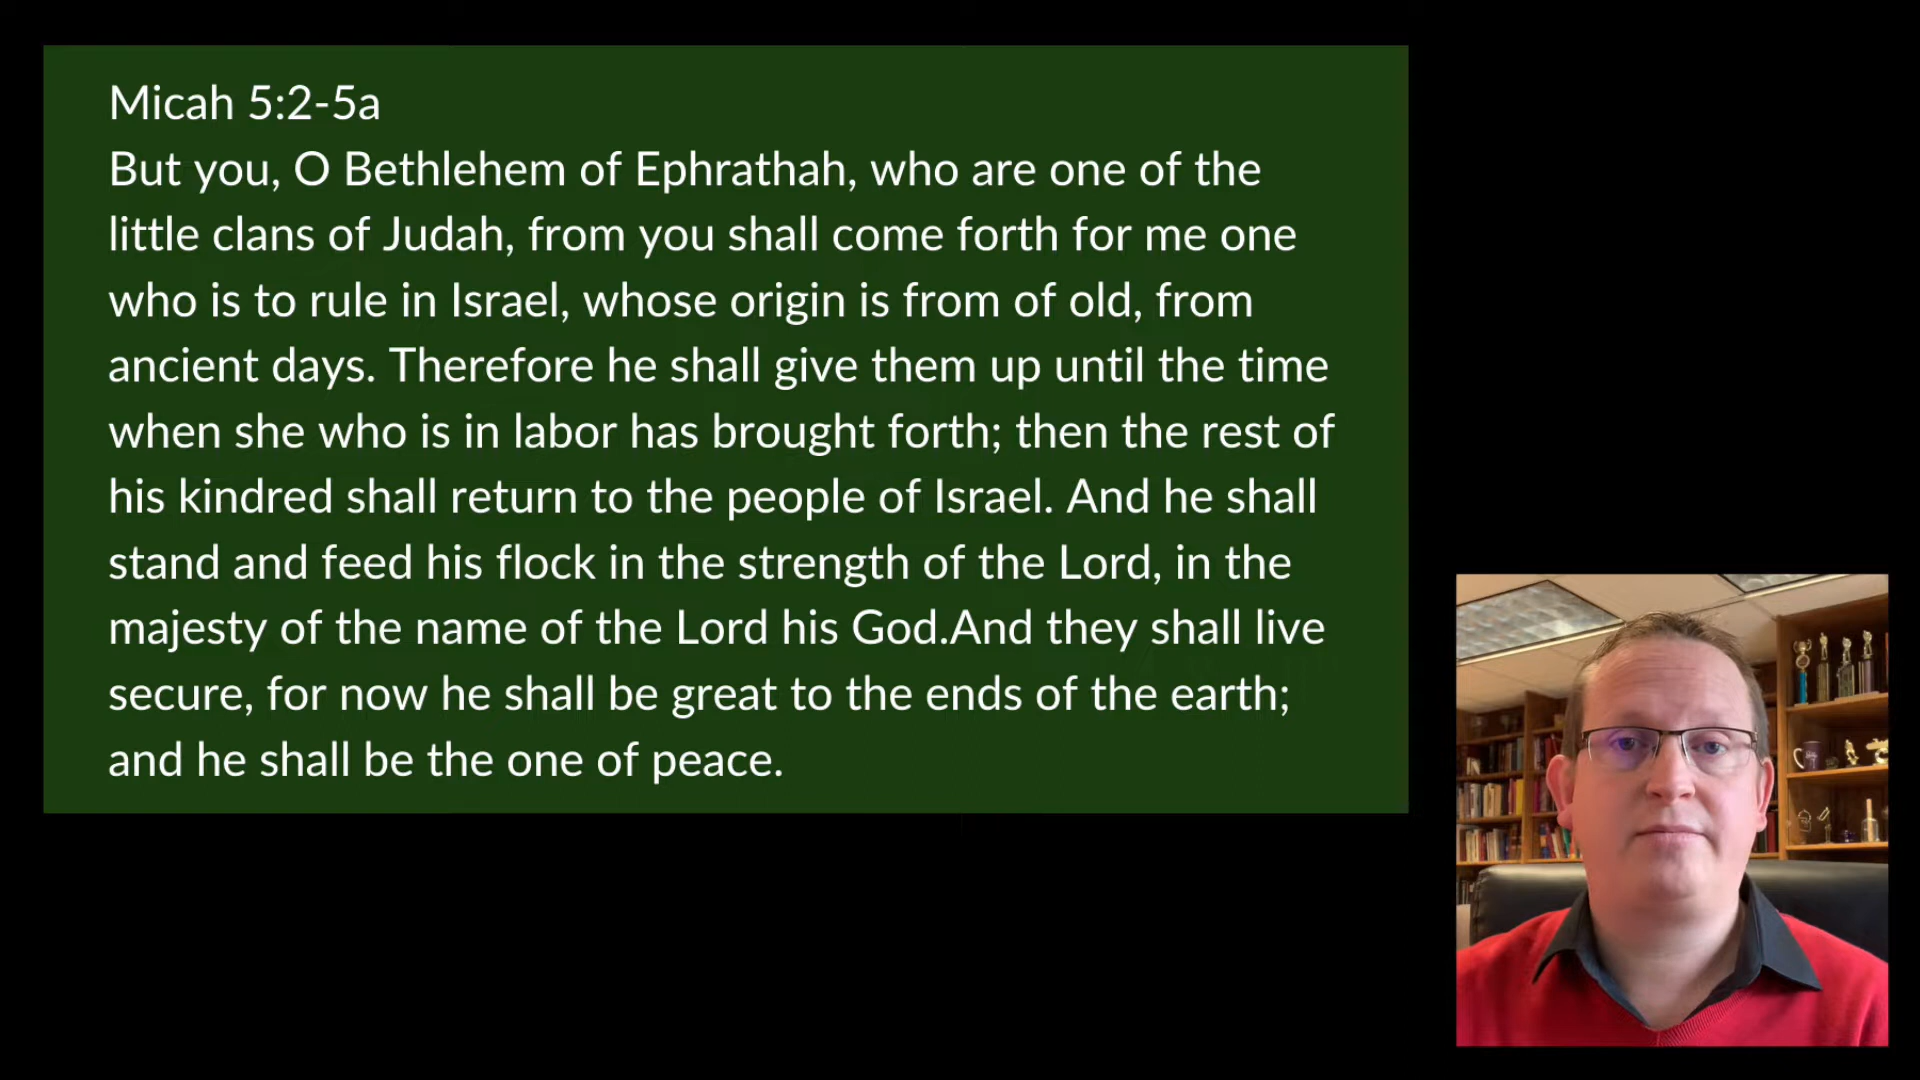 Micah 5:2-5a
But you, O Bethlehem of Ephrathah, who are one of the
little clans of Judah, from you shall come forth for me one
who is to rule in Israel, whose origin is from of old, from
ancient days. Therefore he shall give them up until the time
when she who is in labor has brought forth; then the rest of
his kindred shall return to the people of Israel. And he shall
stand and feed his flock in the strength of the Lord, in the
majesty of the name of the Lord his God.And they shall live
secure, for now he shall be great to the ends of the earth;
and he shall be the one of peace.